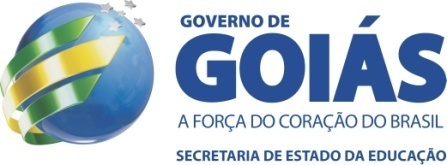 GOVERNO DE
GOIÁS
A FORÇA DO CORAÇÃO DO BRASIL
SECRETARIA DE ESTADO DA EDUCAÇÃO